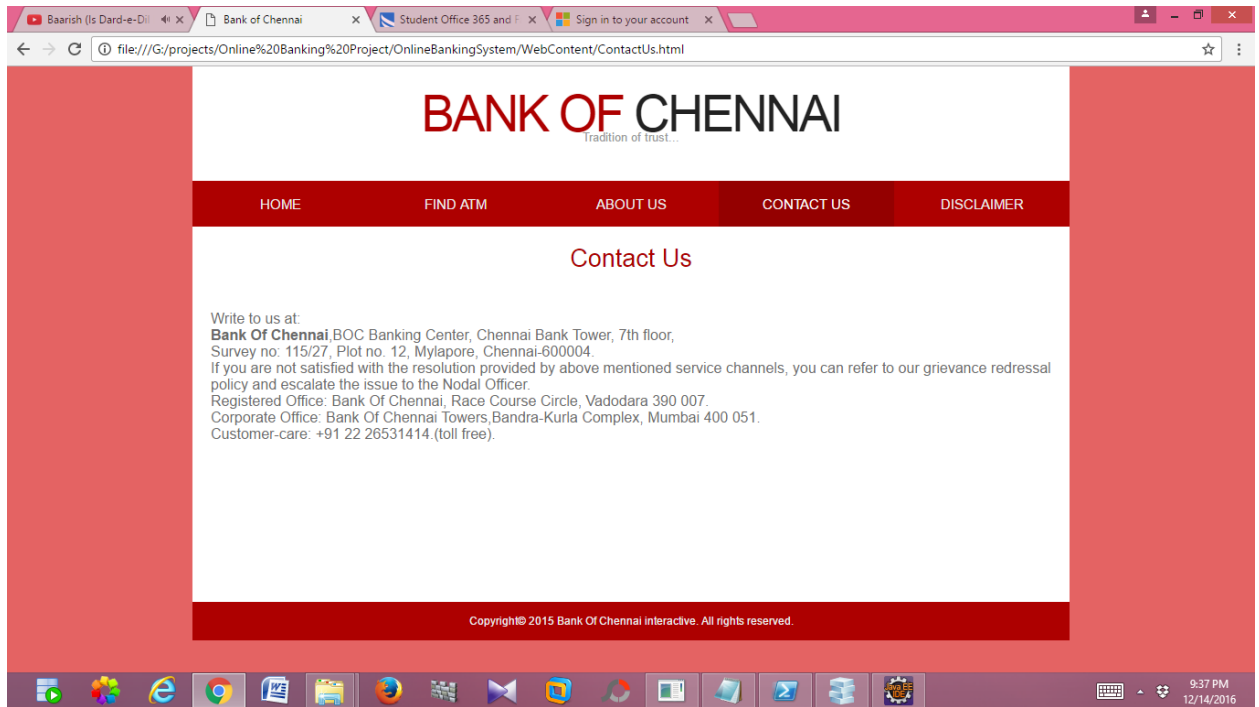 Baarish (Is Dard-e-Dil
Bank of Chennai
Student Office 365 and F
Sign in to your account
file:///G:/projects/Online%20Banking%20Project/OnlineBankingSystem/WebContent/ContactUs.html
BANK OF CHENNAI
Tradition of trust...
HOME FIND ATM ABOUT US CONTACT US DISCLAIMER
Contact Us
Write to us at:
Bank Of Chennai,BOC Banking Center, Chennai Bank Tower, 7th floor,
Survey no: 115/27, Plot no. 12, Mylapore, Chennai-600004.
If you are not satisfied with the resolution provided by above mentioned service channels, you can refer to our grievance redressal
policy and escalate the issue to the Nodal Officer.
Registered Office: Bank Of Chennai, Race Course Circle, Vadodara 390 007.
Corporate Office: Bank Of Chennai Towers,Bandra-Kurla Complex, Mumbai 400 051.
Customer-care: +91 22 26531414.(toll free).
Copyright© 2015 Bank Of Chennai interactive. All rights reserved.
Java EE
IDE
9:37 PM
12/14/2016